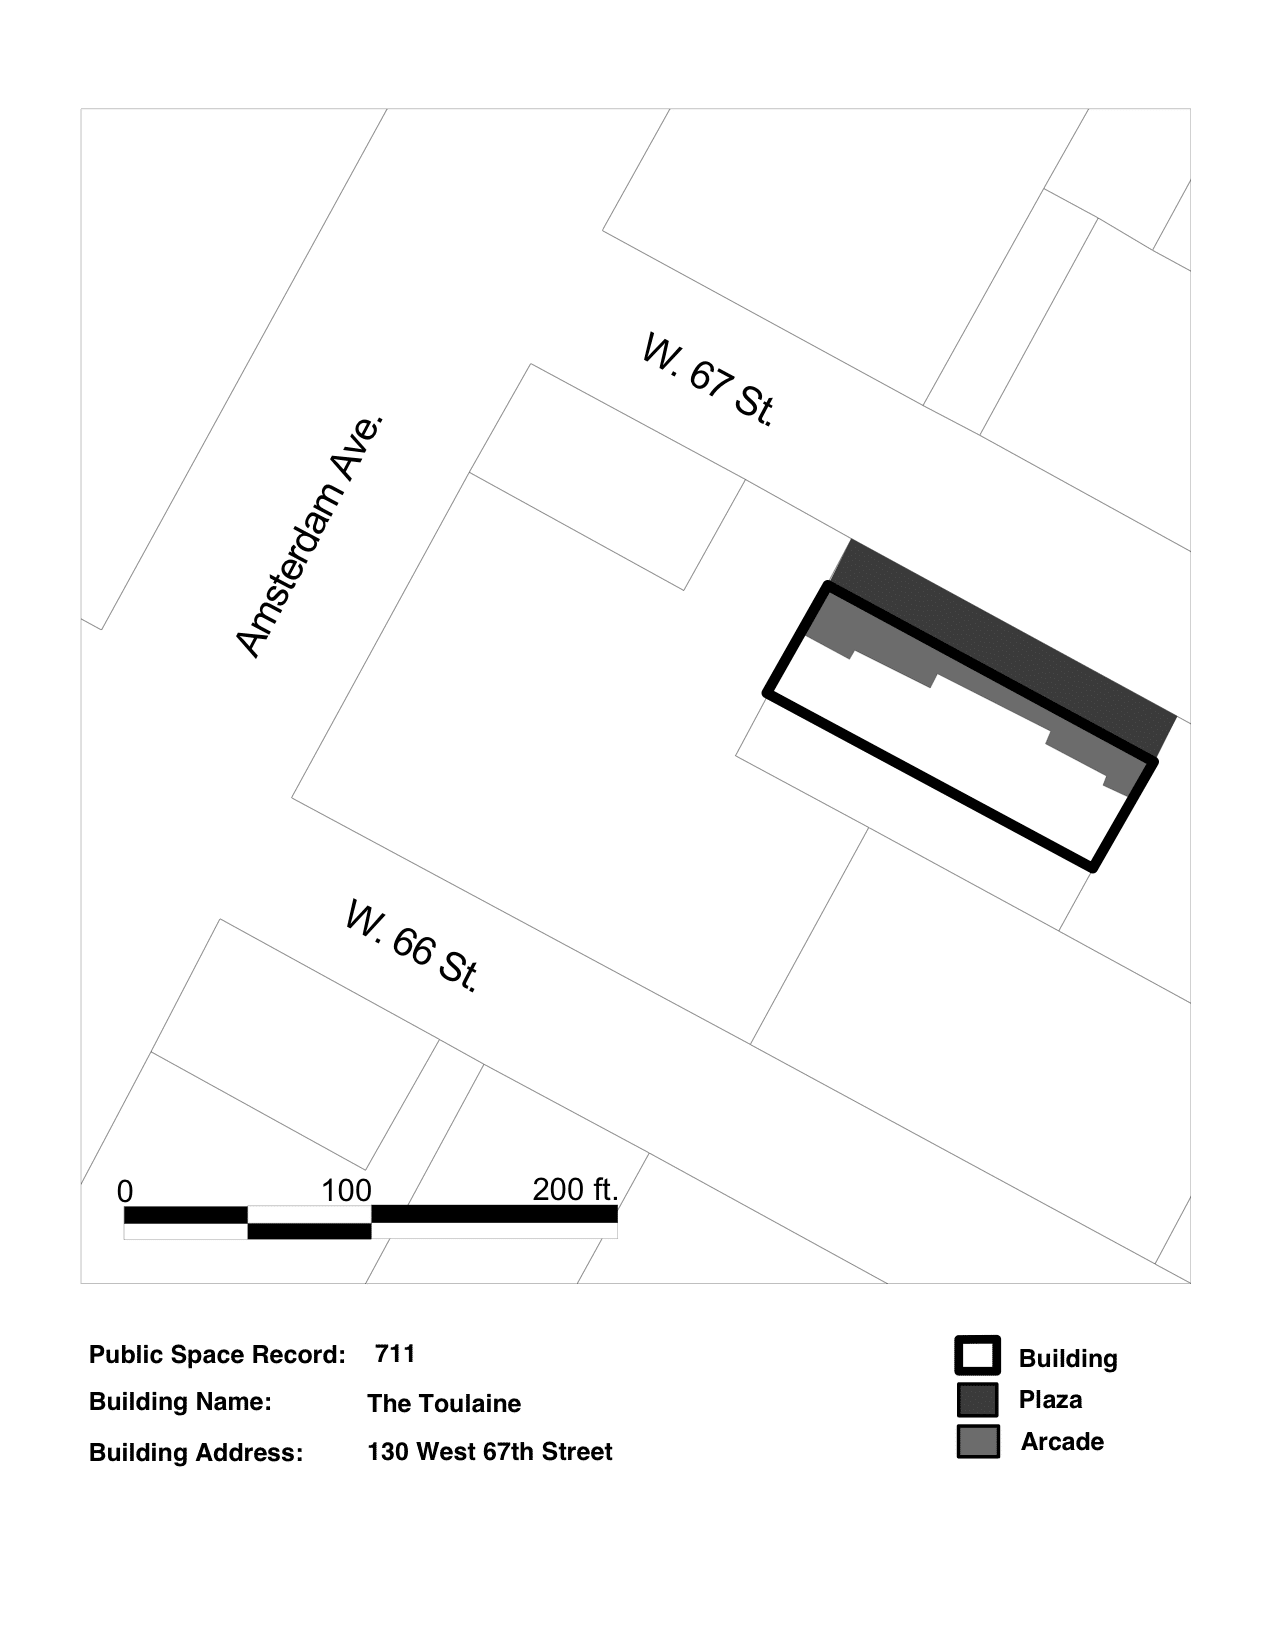 W. 67 St.
Amsterdam Ave.
W. 66 St.
0 100 200 ft.
Public Space Record: 711
Building Name: The Toulaine
Building Address: 130 West 67th Street
Building
Plaza
Arcade